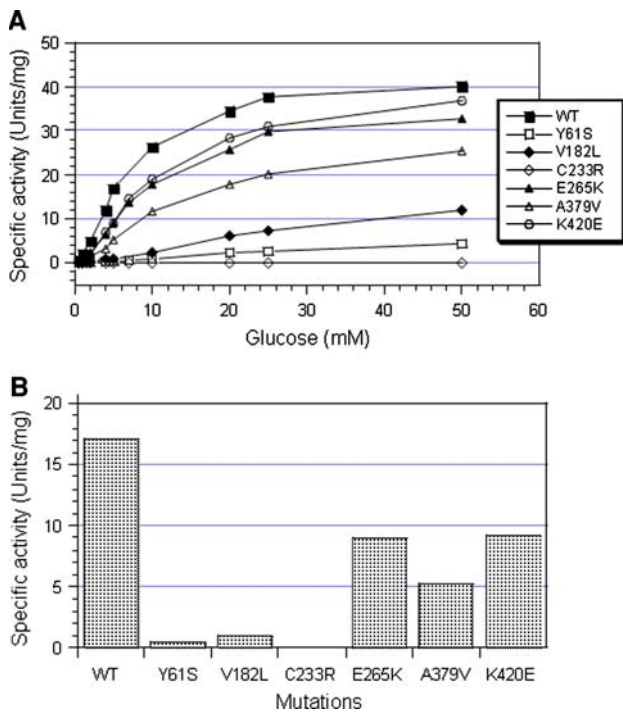 A
Specific activity (Units/mg)
50
40
30
20
10
0
0 10 20 30 40 50 60
Glucose (mM)
WT
Y61S
V182L
C233R
E265K
A379V
K420E
B
Specific activity (Units/mg)
20
15
10
5
0
WT Y61S V182L C233R E265K A379V K420E
Mutations